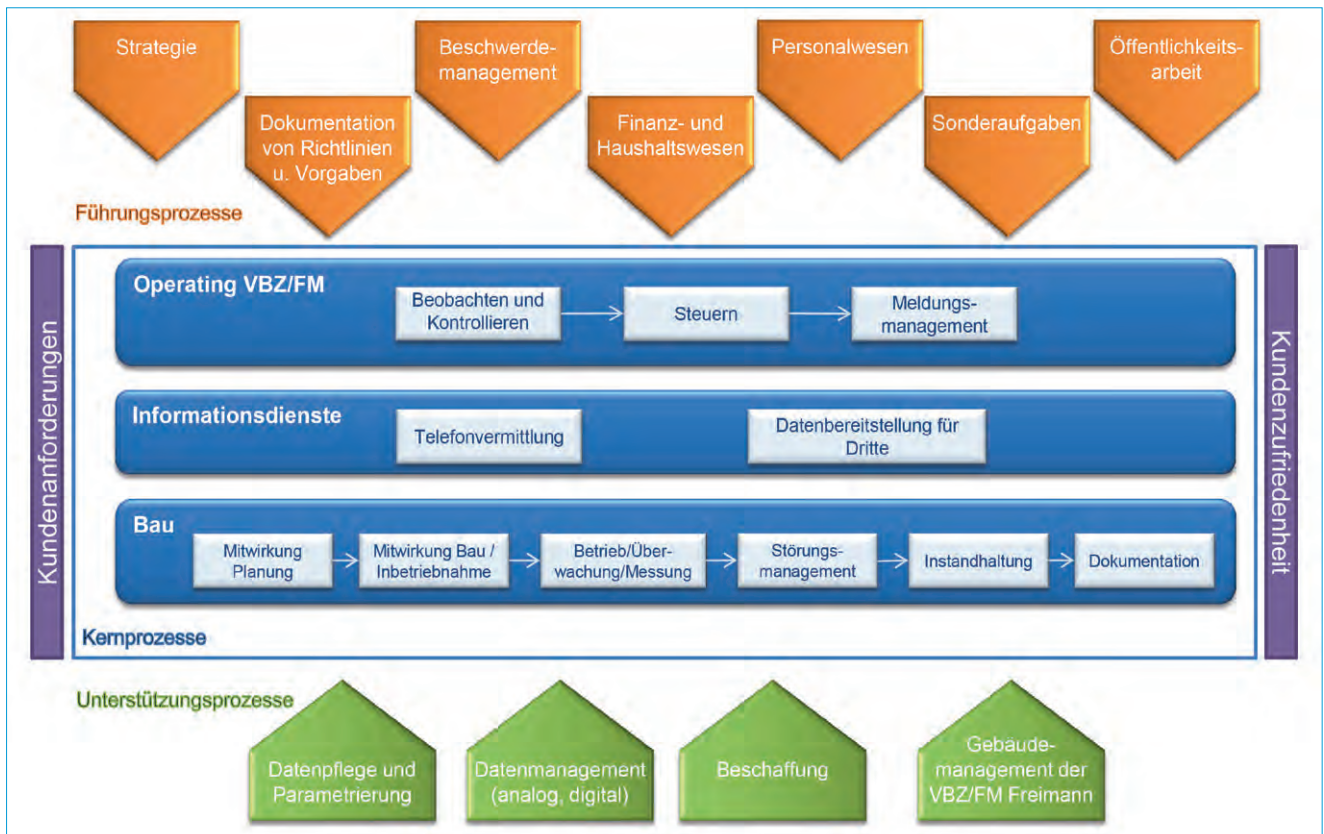 Strategie
Beschwerde-
management
Personalwesen
Öffentlichkeits-
arbeit
Dokumentation
von Richtlinien
u. Vorgaben
Finanz- und
Haushaltswesen
Sonderaufgaben
Führungsprozesse
Kundenanforderungen
Operating VBZ/FM
Beobachten und
Kontrollieren
Steuern
Meldungs-
management
Informationsdienste
Telefonvermittlung
Datenbereitstellung für
Dritte
Bau
Mitwirkung
Planung
Mitwirkung Bau /
Inbetriebnahme
Betrieb/Über-
wachung/Messung
Störungs-
management
Instandhaltung
Dokumentation
Kernprozesse
Kundenzufriedenheit
Unterstützungsprozesse
Datenpflege und
Parametrierung
Datenmanagement
(analog, digital)
Beschaffung
Gebäude-
management der
VBZ/FM Freimann